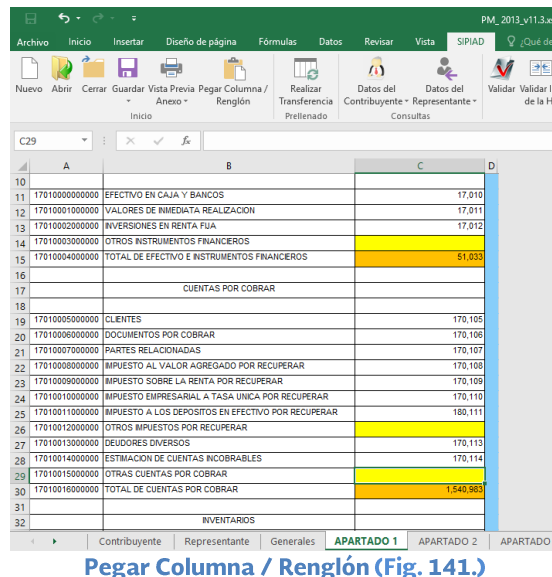 PM_2013_v11.3.xs
Archivo Inicio Insertar Diseño de página Fórmulas Datos Revisar Vista SIPIAD ¿Qué de
Nuevo Abrir Cerrar Guardar Vista Previa Anexo Pegar Columna / Renglón Realizar Transferencia Datos del Contribuyente Datos del Representante Validar Validar I de la H
Inicio Prellenado Consultas
C29 fx
A B C D
10
11 17010000000000 EFECTIVO EN CAJA Y BANCOS 17,010
12 17010001000000 VALORES DE INMEDIATA REALIZACION 17,011
13 17010002000000 INVERSIONES EN RENTA FIJA 17,012
14 17010003000000 OTROS INSTRUMENTOS FINANCIEROS
15 17010004000000 TOTAL DE EFECTIVO E INSTRUMENTOS FINANCIEROS 51,033
16
17 CUENTAS POR COBRAR
18
19 17010005000000 CLIENTES 170,105
20 17010006000000 DOCUMENTOS POR COBRAR 170,106
21 17010007000000 PARTES RELACIONADAS 170,107
22 17010008000000 IMPUESTO AL VALOR AGREGADO POR RECUPERAR 170,108
23 17010009000000 IMPUESTO SOBRE LA RENTA POR RECUPERAR 170,109
24 17010010000000 IMPUESTO EMPRESARIAL A TASA UNICA POR RECUPERAR 170,110
25 17010011000000 IMPUESTO A LOS DEPOSITOS EN EFECTIVO POR RECUPERAR 180,111
26 17010012000000 OTROS IMPUESTOS POR RECUPERAR
27 17010013000000 DEUDORES DIVERSOS 170,113
28 17010014000000 ESTIMACION DE CUENTAS INCOBRABLES 170,114
29 17010015000000 OTRAS CUENTAS POR COBRAR
30 17010016000000 TOTAL DE CUENTAS POR COBRAR 1,540,983
31
32 INVENTARIOS
Contribuyente Representante Generales APARTADO 1 APARTADO 2 APARTADO
Pegar Columna / Renglón (Fig. 141.)